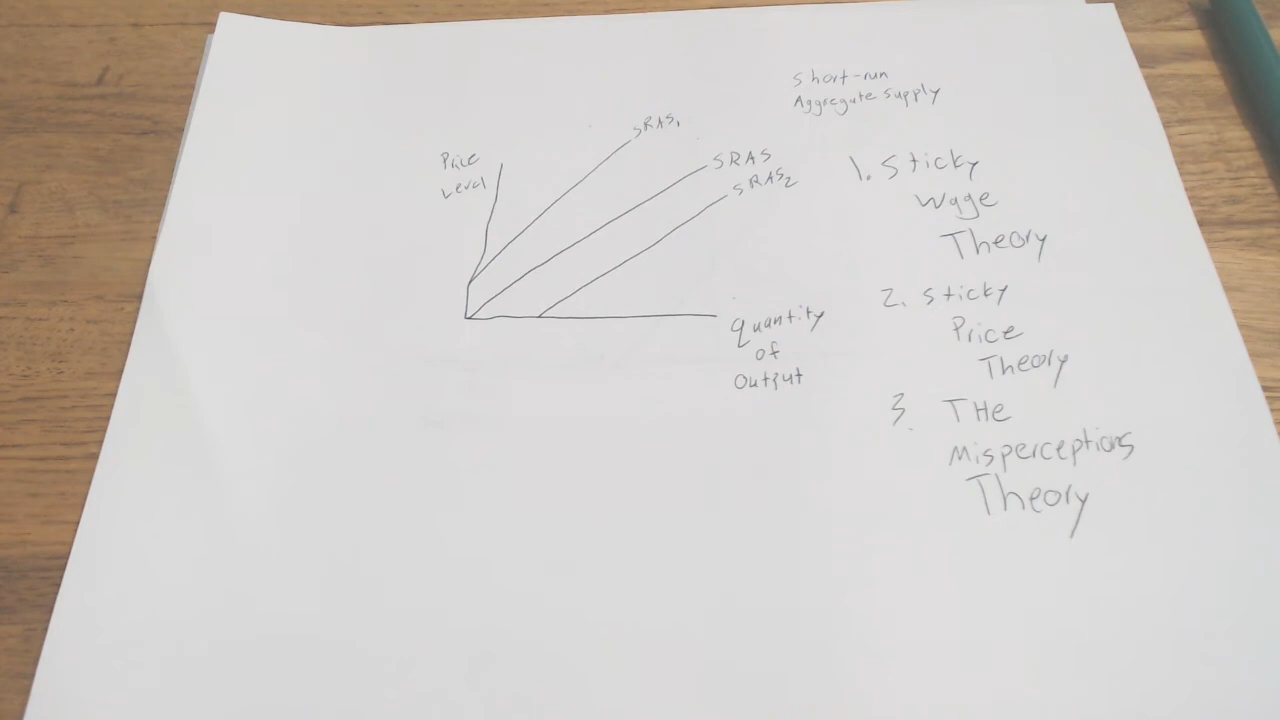 Short-run
Aggregate supply
SRAS1
Price
Level
SRAS
SRAS2
Quantity
of
Output
1. Sticky
Wage
Theory
2. Sticky
Price
Theory
3. THe
Misperceptions
Theory